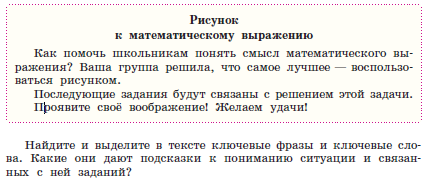 Рисунок
к математическому выражению
Как помочь школьникам понять смысл математического вы-
ражения? Ваша группа решила, что самое лучшее — воспользо-
ваться рисунком.
Последующие задания будут связаны с решением этой задачи.
Проявите своё воображение! Желаем удачи!
Найдите и выделите в тексте ключевые фразы и ключевые сло-
ва. Какие они дают подсказки к пониманию ситуации и связан-
ных с ней заданий?